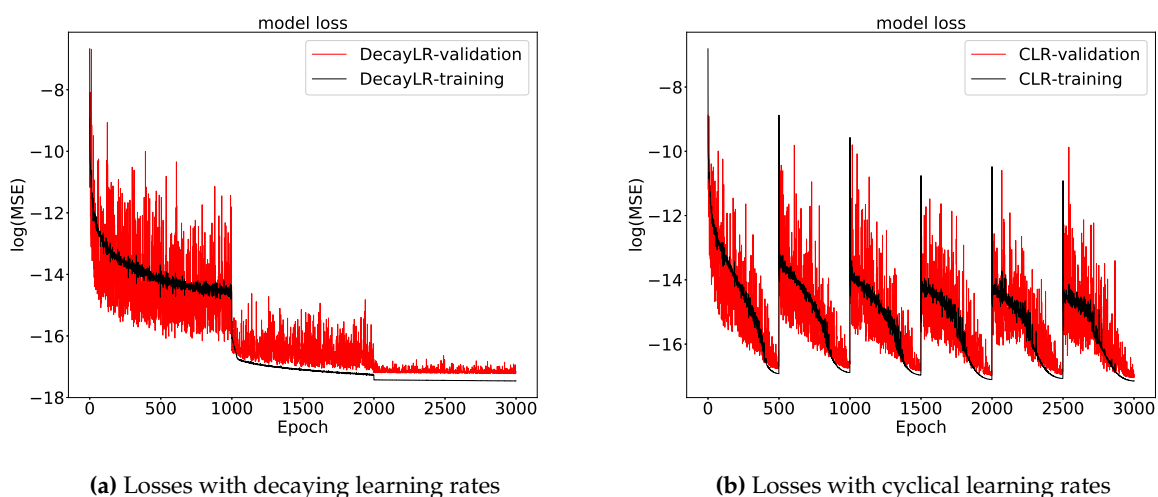 model loss
DecayLR-validation
DecayLR-training
−8
−10
−12
−14
−16
−18
log(MSE)
0 500 1000 1500 2000 2500 3000
Epoch
(a) Losses with decaying learning rates
model loss
CLR-validation
CLR-training
−8
−10
−12
−14
−16
log(MSE)
0 500 1000 1500 2000 2500 3000
Epoch
(b) Losses with cyclical learning rates